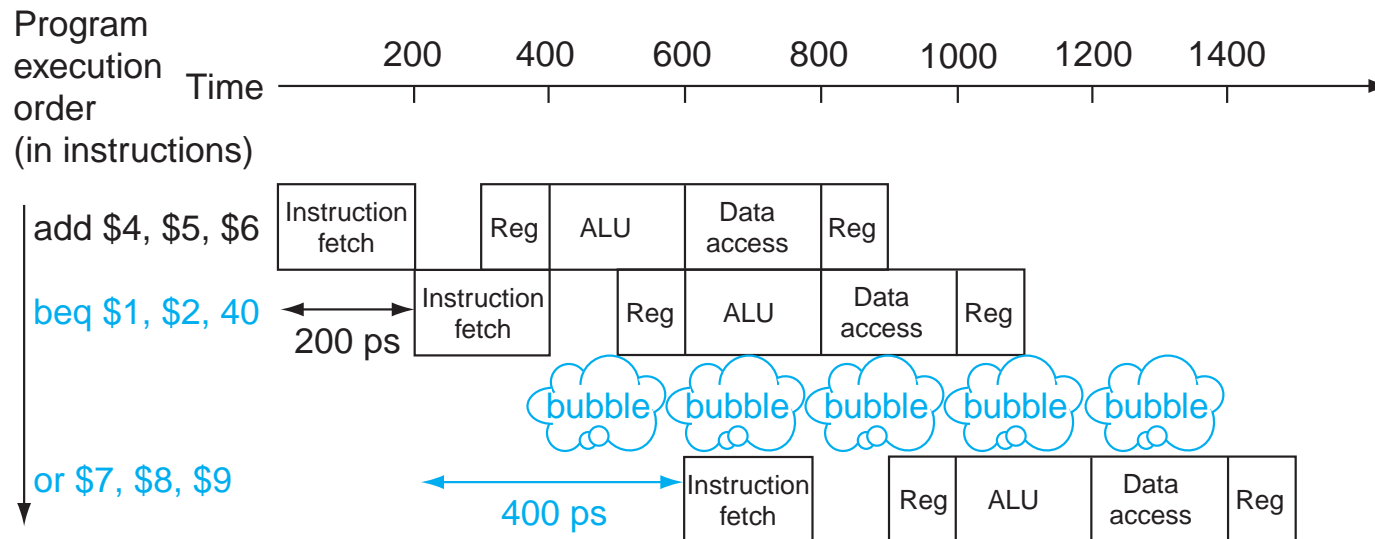 Program
execution
order
(in instructions)
Time
200 400 600 800 1000 1200 1400
add $4, $5, $6
Instruction
fetch
Reg
ALU
Data
access
Reg
beq $1, $2, 40
200 ps
Instruction
fetch
Reg
ALU
Data
access
Reg
bubble bubble bubble bubble bubble
or $7, $8, $9
400 ps
Instruction
fetch
Reg
ALU
Data
access
Reg